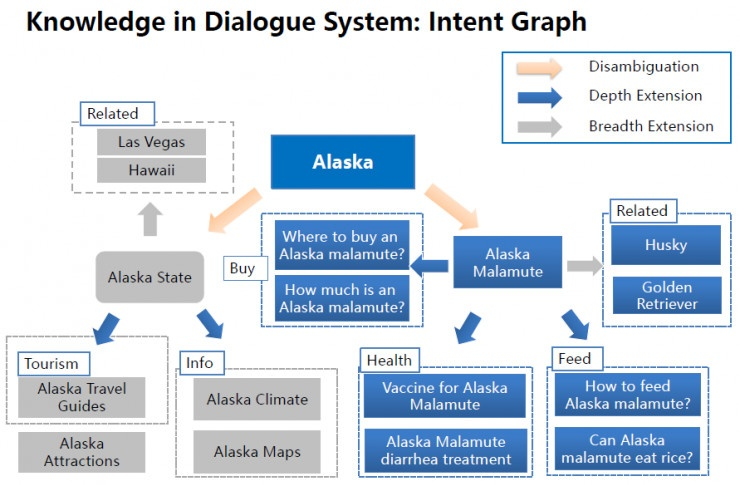 Knowledge in Dialogue System: Intent Graph
Disambiguation
Depth Extension
Breadth Extension
Related
Las Vegas
Hawaii
Alaska
Related
Husky
Golden
Retriever
Alaska State
Buy
Where to buy an
Alaska malamute?
How much is an
Alaska malamute?
Alaska
Malamute
Tourism
Alaska Travel
Guides
Alaska
Attractions
Info
Alaska Climate
Alaska Maps
Health
Vaccine for Alaska
Malamute
Alaska Malamute
diarrhea treatment
Feed
How to feed
Alaska malamute?
Can Alaska
malamute eat rice?